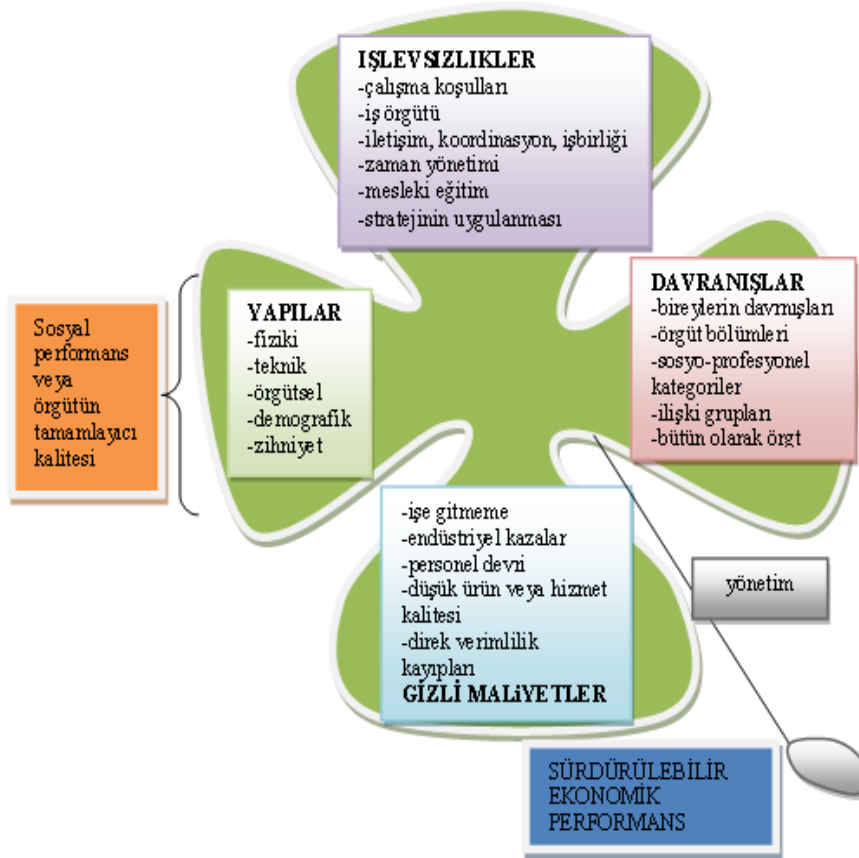 IŞLEVSIZLIKLER
-çalışma koşulları
-iş örgütü
-iletişim, koordinasyon, işbirliği
-zaman yönetimi
-mesleki eğitim
-stratejinin uygulanması
DAVRANIŞLAR
-bireylerin davrnışları
-örgüt bölümleri
-sosyo-profesyonel
kategoriler
-ilişki grupları
-bütün olarak örgt
YAPILAR
-fiziki
-teknik
-örgütsel
-demografik
-zihniyet
Sosyal
performans
veya
örgütün
tamamlayıcı
kalitesi
-işe gitmeme
-endüstriyel kazalar
-personel devri
-düşük ürün veya hizmet
kalitesi
-direk verimlilik
kayıpları
GİZLİ MALiYETLER
yönetim
SÜRDÜRÜLEBİLİR
EKONOMİK
PERFORMANS